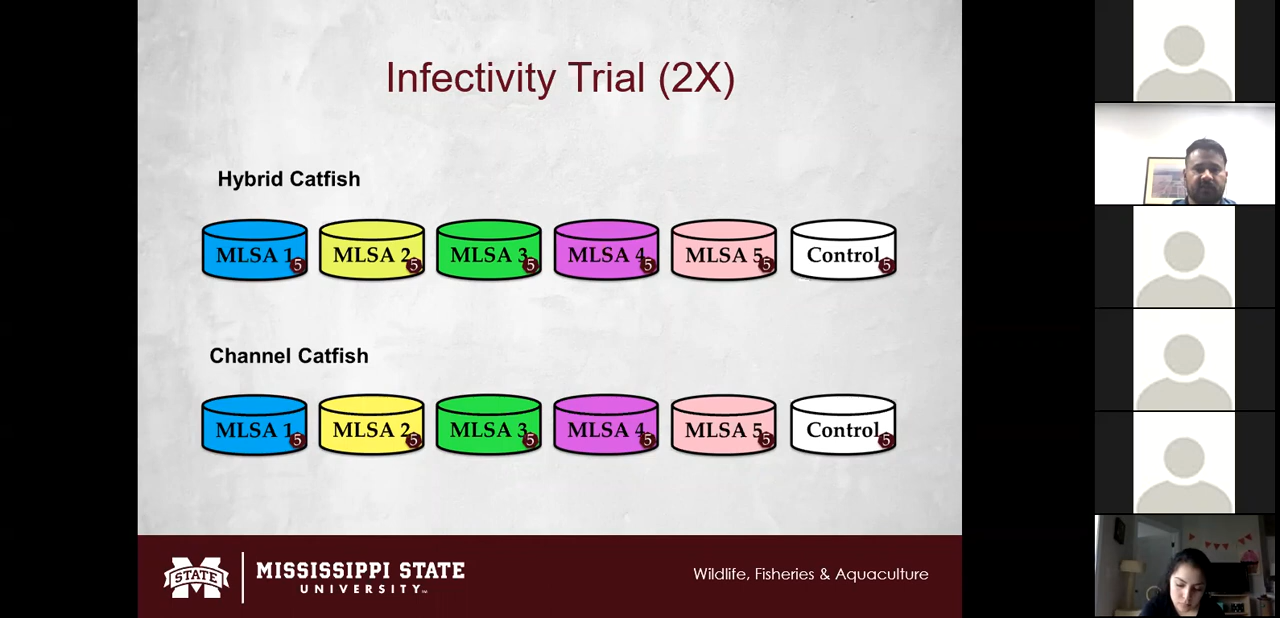 Infectivity Trial (2X)
Hybrid Catfish
MLSA 1 5 MLSA 2 5 MLSA 3 5 MLSA 4 5 MLSA 5 5 Control 5
Channel Catfish
MLSA 1 5 MLSA 2 5 MLSA 3 5 MLSA 4 5 MLSA 5 5 Control 5
STATE MISSISSIPPI STATE
UNIVERSITY™
Wildlife, Fisheries & Aquaculture